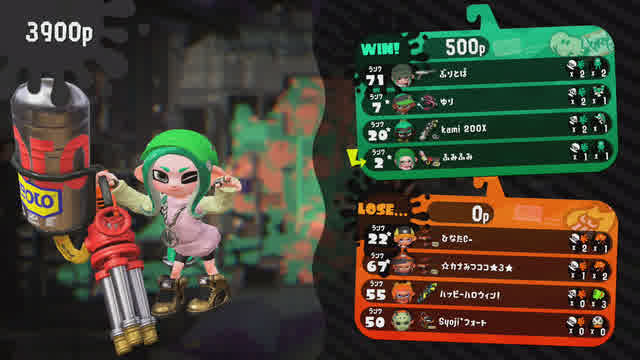 3900p
WIN!
500p
ランク
71
ぷりとぱ
x2 x2
ランク
7★
ゆり
x2 x1
ランク
20★
kami 200X
x2 x2
ランク
2★
ふみふみ
x1 x1
LOSE...
0p
ランク
22★
ひなたC-
x2 x1
ランク
67★
☆カナみつココ★3★
x1 x2
ランク
55
ハッピーハロウィン!
x0 x3
ランク
50
Syoji"フォート
x0 x0